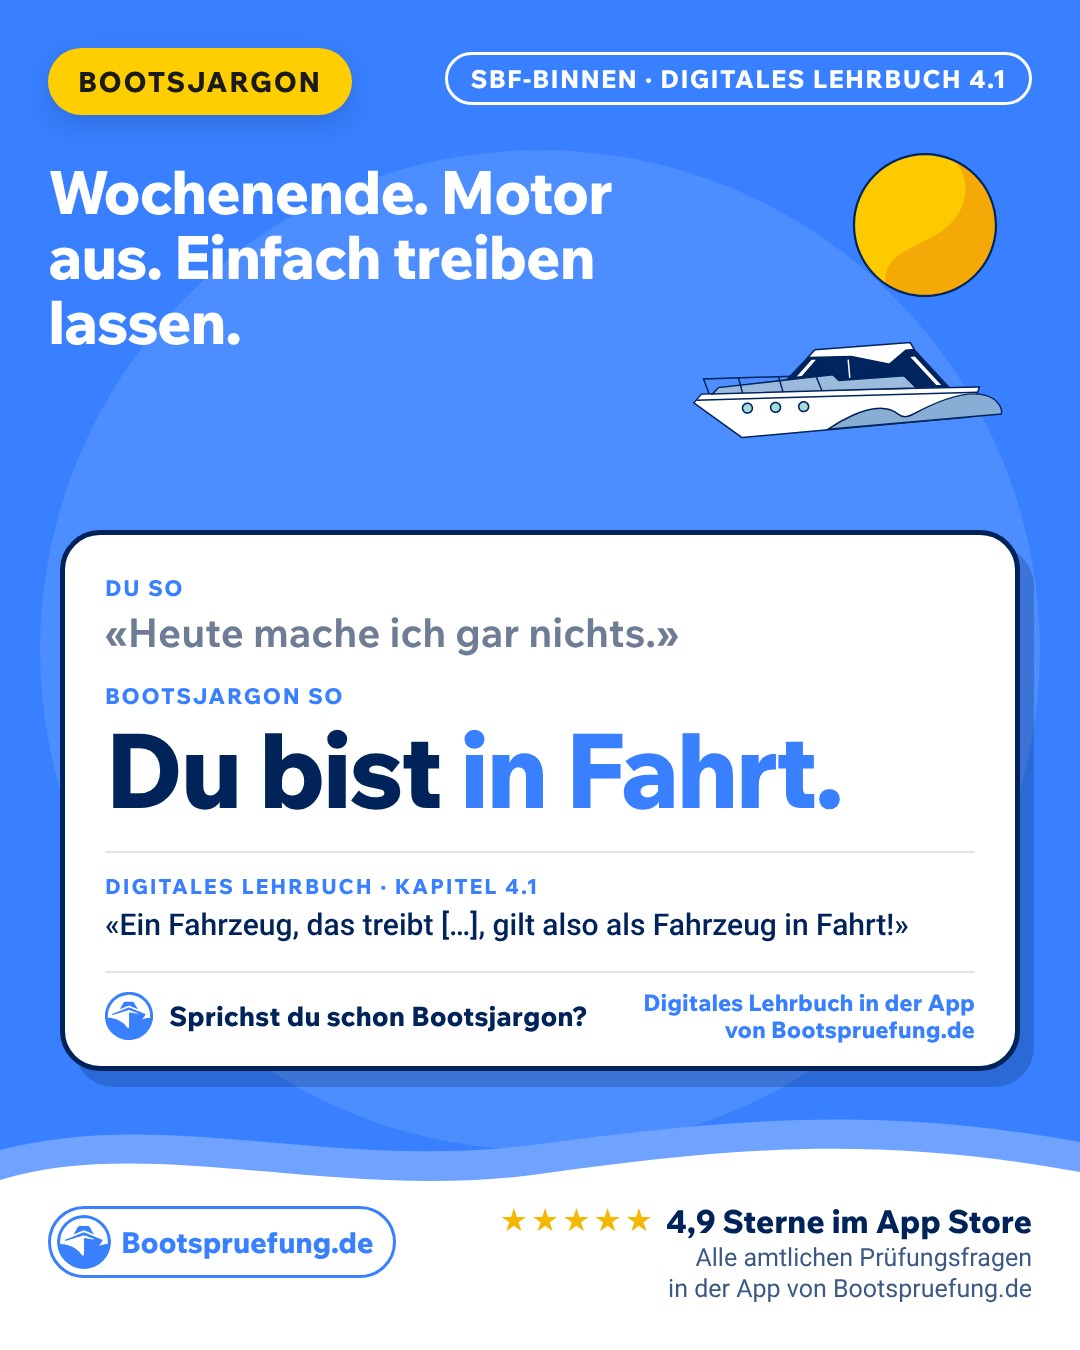 BOOTSJARGON
SBF-BINNEN · DIGITALES LEHRBUCH 4.1
Wochenende. Motor
aus. Einfach treiben
lassen.
DU SO
«Heute mache ich gar nichts.»
BOOTSJARGON SO
Du bist in Fahrt.
DIGITALES LEHRBUCH · KAPITEL 4.1
«Ein Fahrzeug, das treibt [...], gilt also als Fahrzeug in Fahrt!»
Sprichst du schon Bootsjargon?
Digitales Lehrbuch in der App
von Bootspruefung.de
Bootspruefung.de
★★★★★ 4,9 Sterne im App Store
Alle amtlichen Prüfungsfragen
in der App von Bootspruefung.de